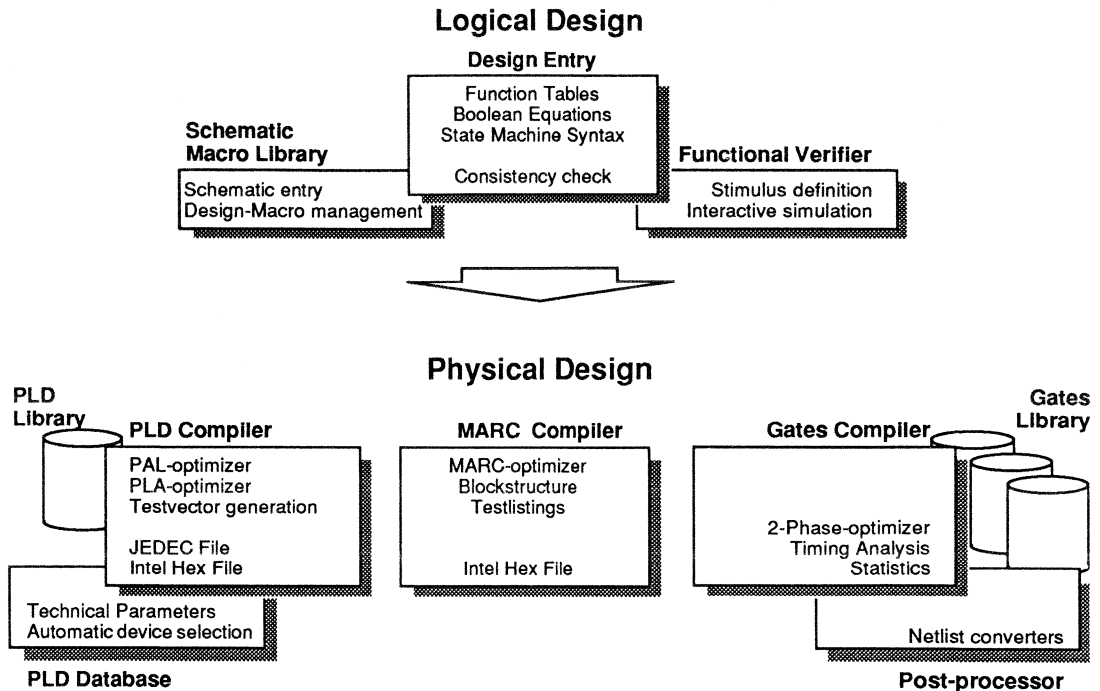 Logical Design
Design Entry
Function Tables
Boolean Equations
State Machine Syntax
Consistency check
Schematic
Macro Library
Schematic entry
Design-Macro management
Functional Verifier
Stimulus definition
Interactive simulation
Physical Design
PLD
Library
PLD Compiler
PAL-optimizer
PLA-optimizer
Testvector generation
JEDEC File
Intel Hex File
Technical Parameters
Automatic device selection
PLD Database
MARC Compiler
MARC-optimizer
Blockstructure
Testlistings
Intel Hex File
Gates Compiler
Gates
Library
2-Phase-optimizer
Timing Analysis
Statistics
Netlist converters
Post-processor